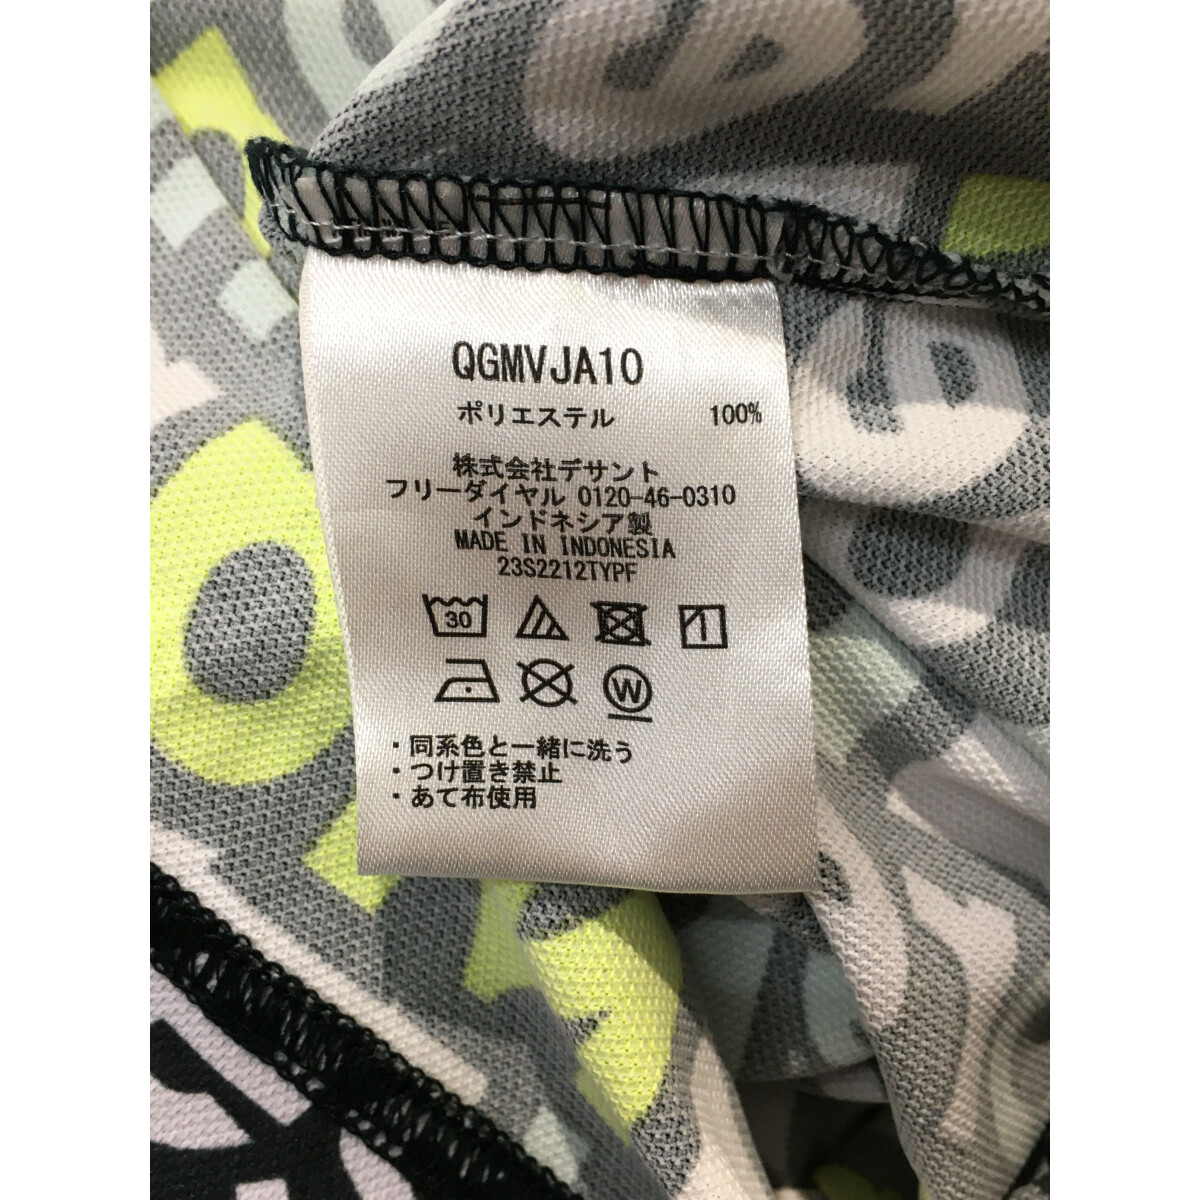 QGMVJA10
ポリエステル 100%
株式会社デサント
フリーダイヤル 0120-46-0310
インドネシア製
MADE IN INDONESIA
23S2212TYPF
30
W
・同系色と一緒に洗う
・つけ置き禁止
・あて布使用